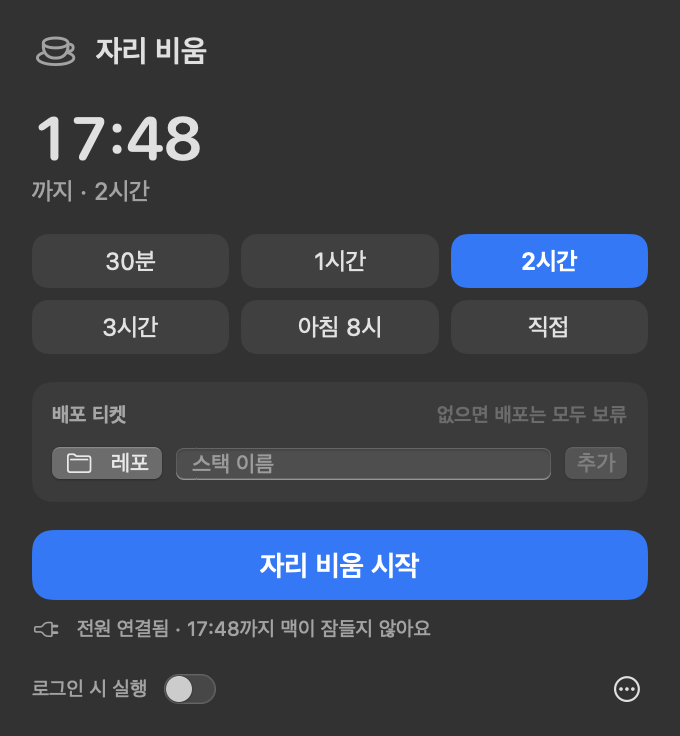 자리 비움
17:48
까지 · 2시간
30분 1시간 2시간
3시간 아침 8시 직접
배포 티켓 없으면 배포는 모두 보류
레포 스택 이름 추가
자리 비움 시작
전원 연결됨 · 17:48까지 맥이 잠들지 않아요
로그인 시 실행